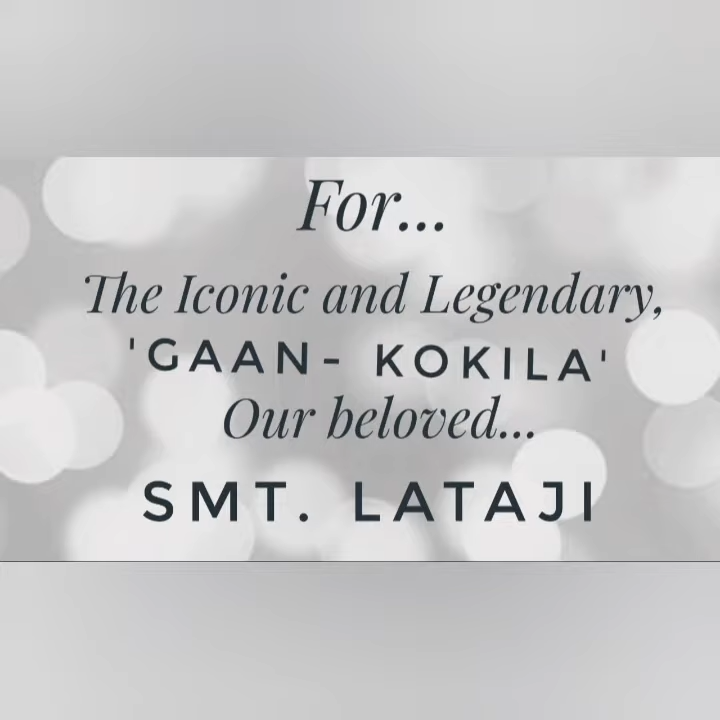 For...
The Iconic and Legendary,
'GAAN- KOKILA'
Our beloved...
SMT. LATAJI